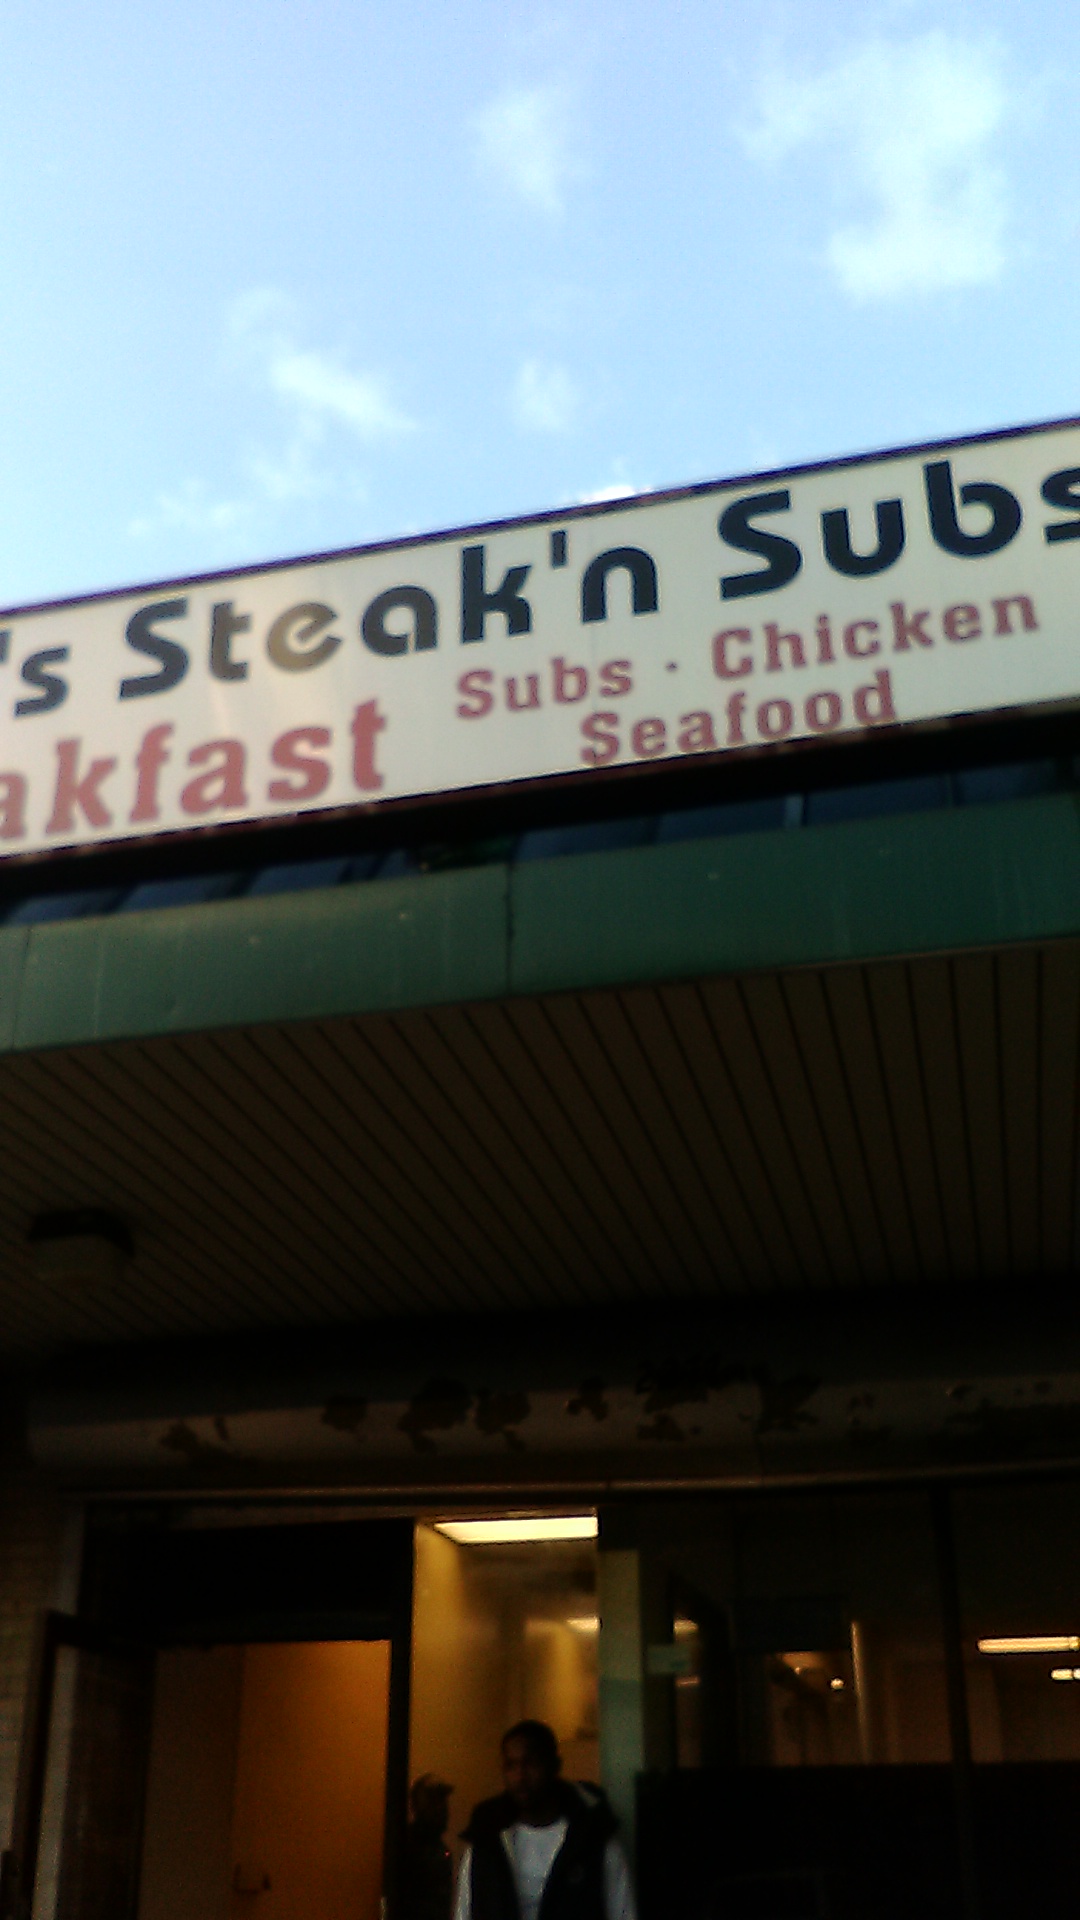 's Steak'n Subs
akfast
Subs · Chicken
Seafood